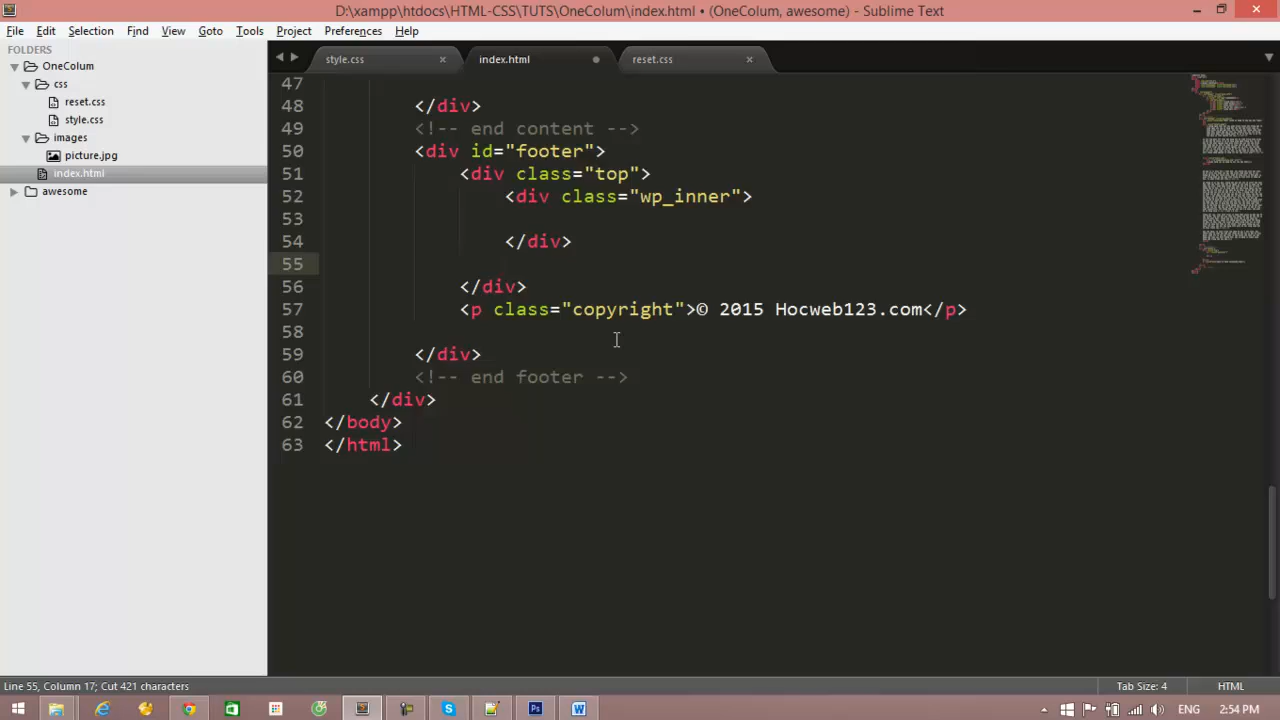 D:\xampp\htdocs\HTML-CSS\TUTS\OneColum\index.html • (OneColum, awesome) - Sublime Text
File Edit Selection Find View Goto Tools Project Preferences Help
FOLDERS
OneColum
css
reset.css
style.css
images
picture.jpg
index.html
awesome
style.css index.html reset.css
47
48 </div>
49 <!-- end content -->
50 <div id="footer">
51 <div class="top">
52 <div class="wp_inner">
53
54 </div>
55
56 </div>
57 <p class="copyright">© 2015 Hocweb123.com</p>
58
59 </div>
60 <!-- end footer -->
61 </div>
62 </body>
63 </html>
Line 55, Column 17; Cut 421 characters Tab Size: 4 HTML
ENG 2:54 PM